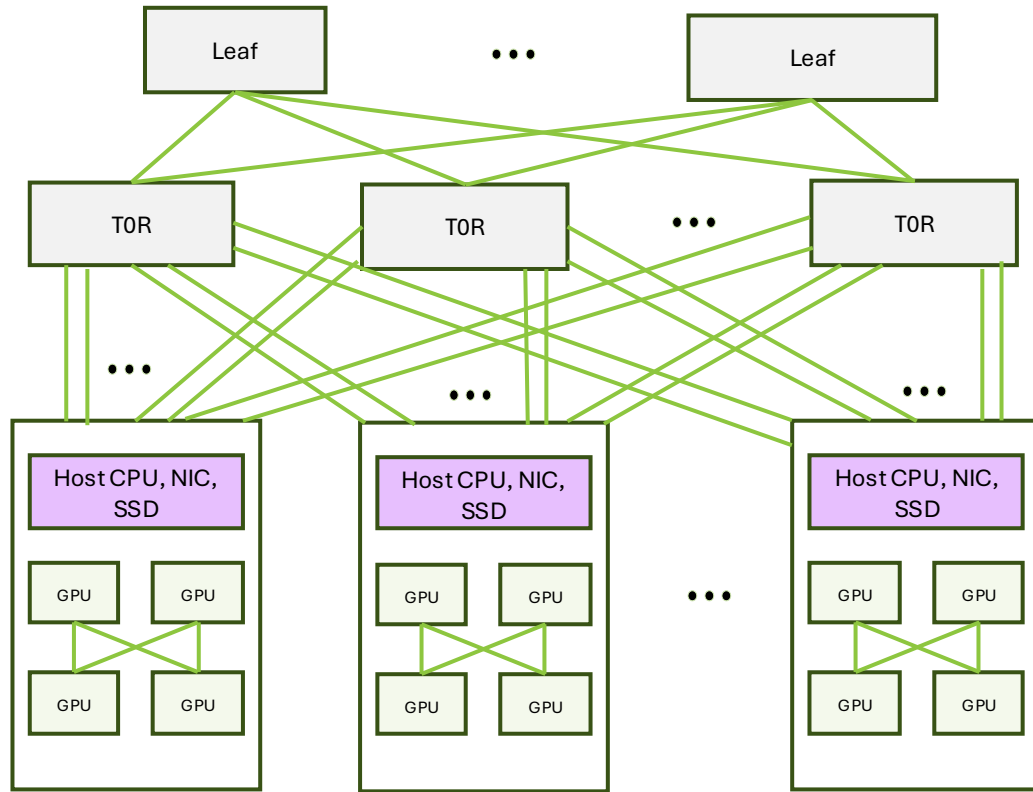 Leaf
Leaf
T0R
T0R
T0R
Host CPU, NIC,
SSD
Host CPU, NIC,
SSD
Host CPU, NIC,
SSD
GPU
GPU
GPU
GPU
GPU
GPU
GPU
GPU
GPU
GPU
GPU
GPU